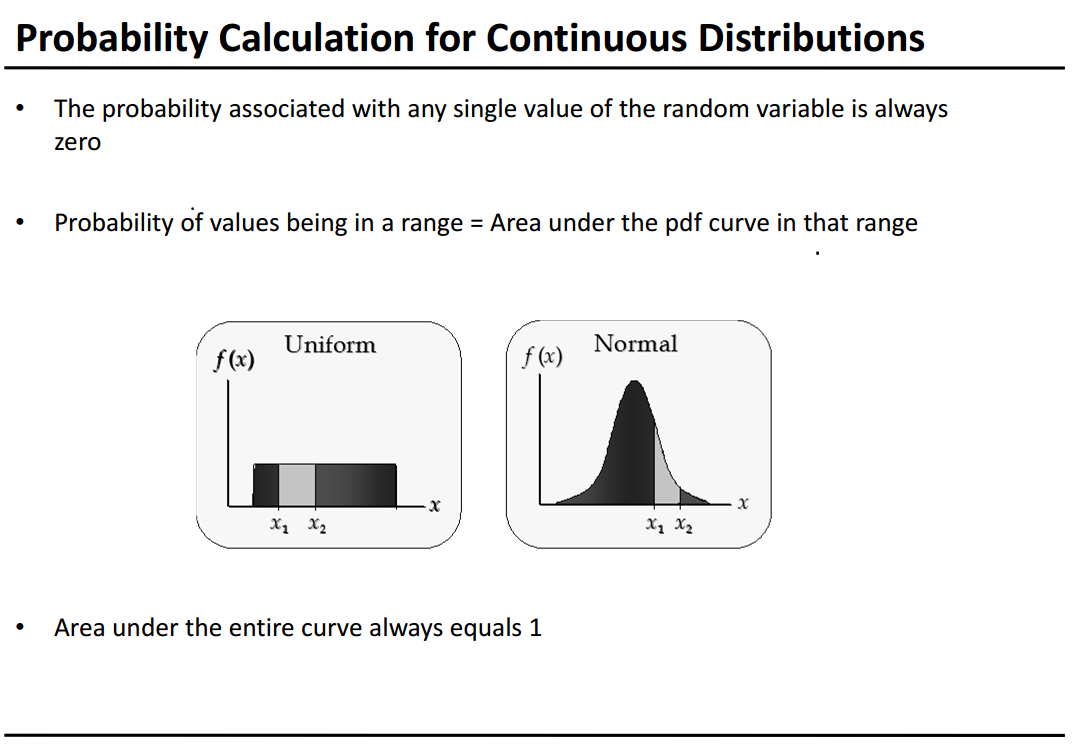 Probability Calculation for Continuous Distributions
• The probability associated with any single value of the random variable is always
zero
• Probability of values being in a range = Area under the pdf curve in that range
Uniform
f(x)
x
x₁ x₂
Normal
f(x)
x
x₁ x₂
• Area under the entire curve always equals 1